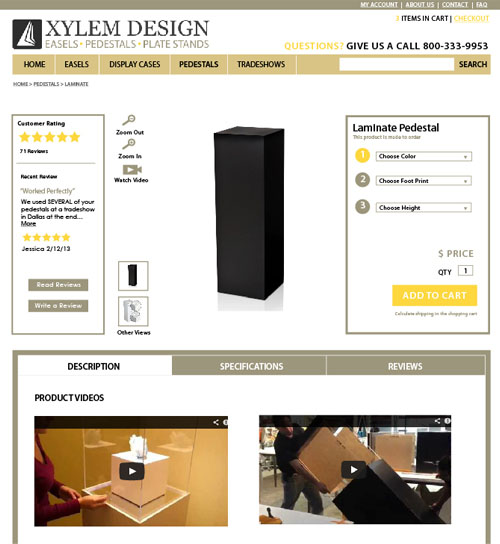 MY ACCOUNT | ABOUT US | CONTACT | FAQ
3 ITEMS IN CART | CHECKOUT
XYLEM DESIGN
EASELS • PEDESTALS • PLATE STANDS
QUESTIONS? GIVE US A CALL 800-333-9953
HOME EASELS DISPLAY CASES PEDESTALS TRADESHOWS SEARCH
HOME > PEDESTALS > LAMINATE
Customer Rating
71 Reviews
Recent Review
"Worked Perfectly"
We used SEVERAL of your
pedestals at a tradeshow
in Dallas at the end....
More
Jessica 2/12/13
Read Reviews
Write a Review
Zoom Out
Zoom In
Watch Video
Other Views
Laminate Pedestal
This product is made to order
1 Choose Color
2 Choose Foot Print
3 Choose Height
$ PRICE
QTY 1
ADD TO CART
Calculate shipping in the shopping cart
DESCRIPTION SPECIFICATIONS REVIEWS
PRODUCT VIDEOS